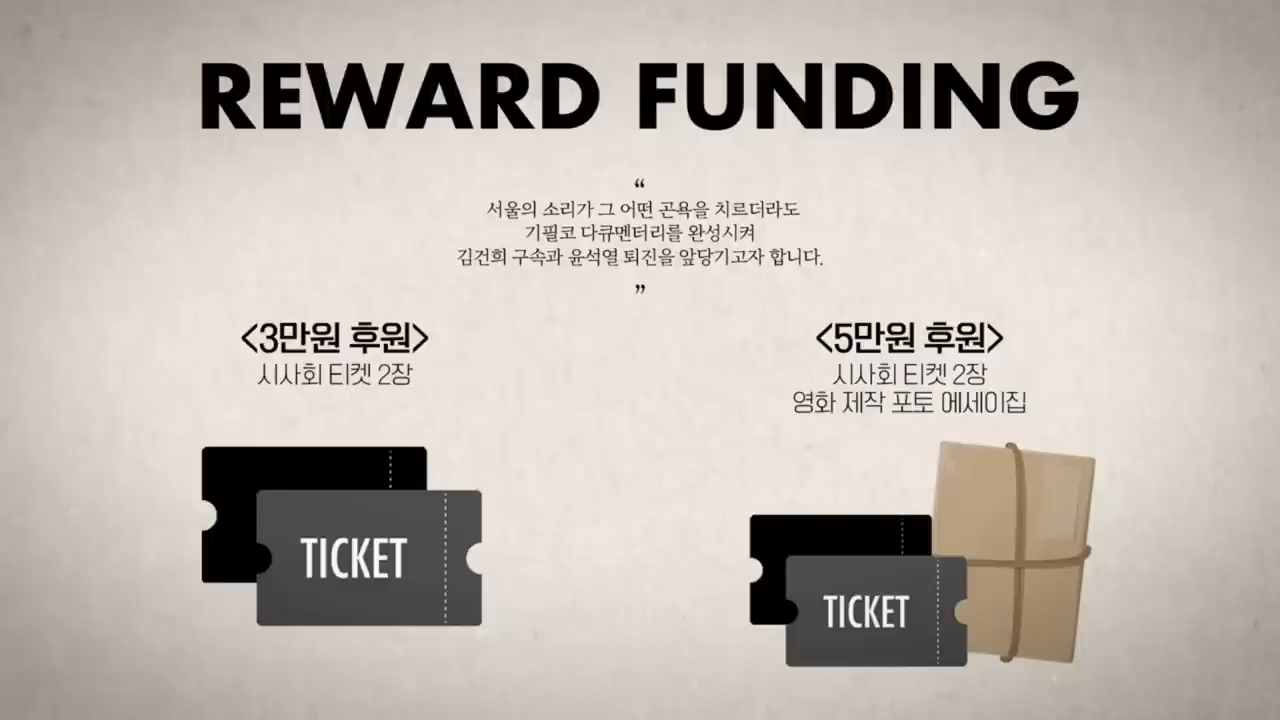 REWARD FUNDING
“
서울의 소리가 그 어떤 곤욕을 치르더라도
기필코 다큐멘터리를 완성시켜
김건희 구속과 윤석열 퇴진을 앞당기고자 합니다.
”
<3만원 후원>
시사회 티켓 2장
<5만원 후원>
시사회 티켓 2장
영화 제작 포토 에세이집
TICKET
TICKET